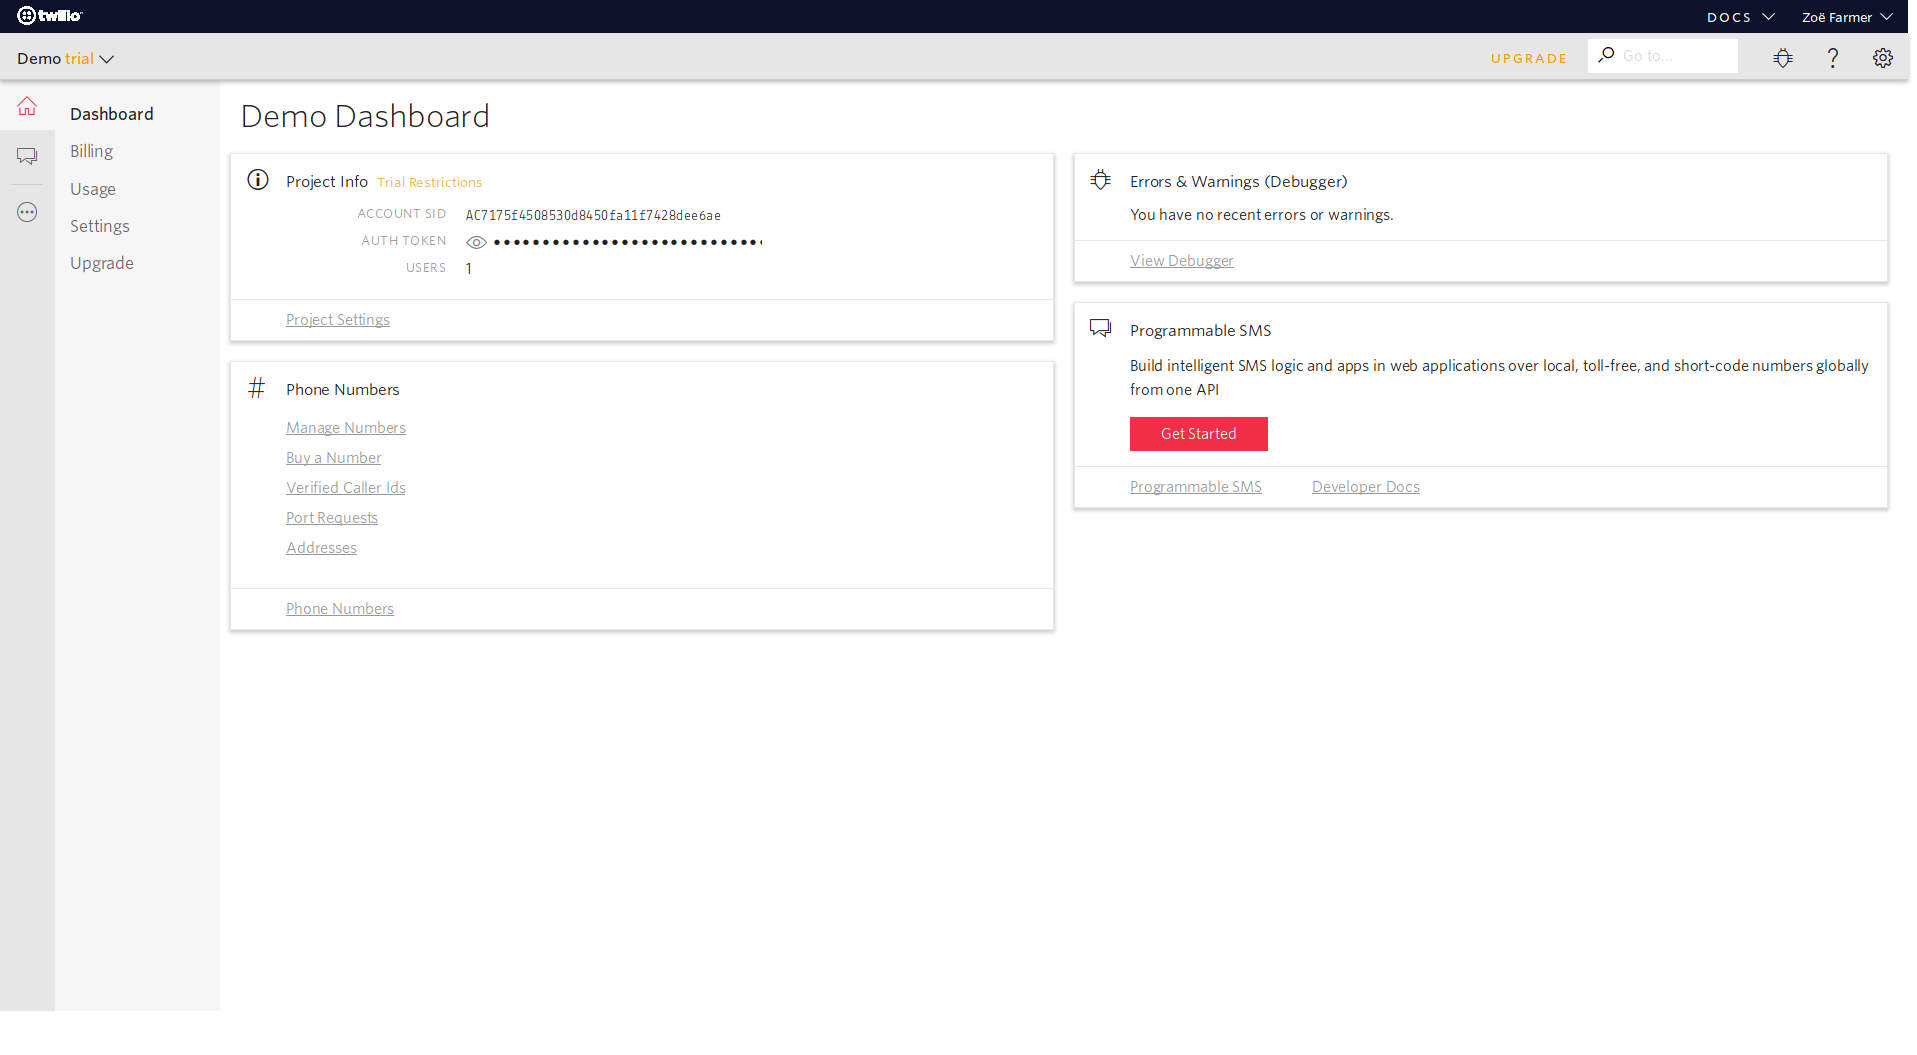 twilio
DOCS
Zoë Farmer
Demo trial
UPGRADE
Go to...
Dashboard
Billing
Usage
Settings
Upgrade
Demo Dashboard
Project Info Trial Restrictions
ACCOUNT SID AC7175f4508530d8450fa11f7428dee6ae
AUTH TOKEN
USERS 1
Project Settings
Phone Numbers
Manage Numbers
Buy a Number
Verified Caller Ids
Port Requests
Addresses
Phone Numbers
Errors & Warnings (Debugger)
You have no recent errors or warnings.
View Debugger
Programmable SMS
Build intelligent SMS logic and apps in web applications over local, toll-free, and short-code numbers globally
from one API
Get Started
Programmable SMS Developer Docs